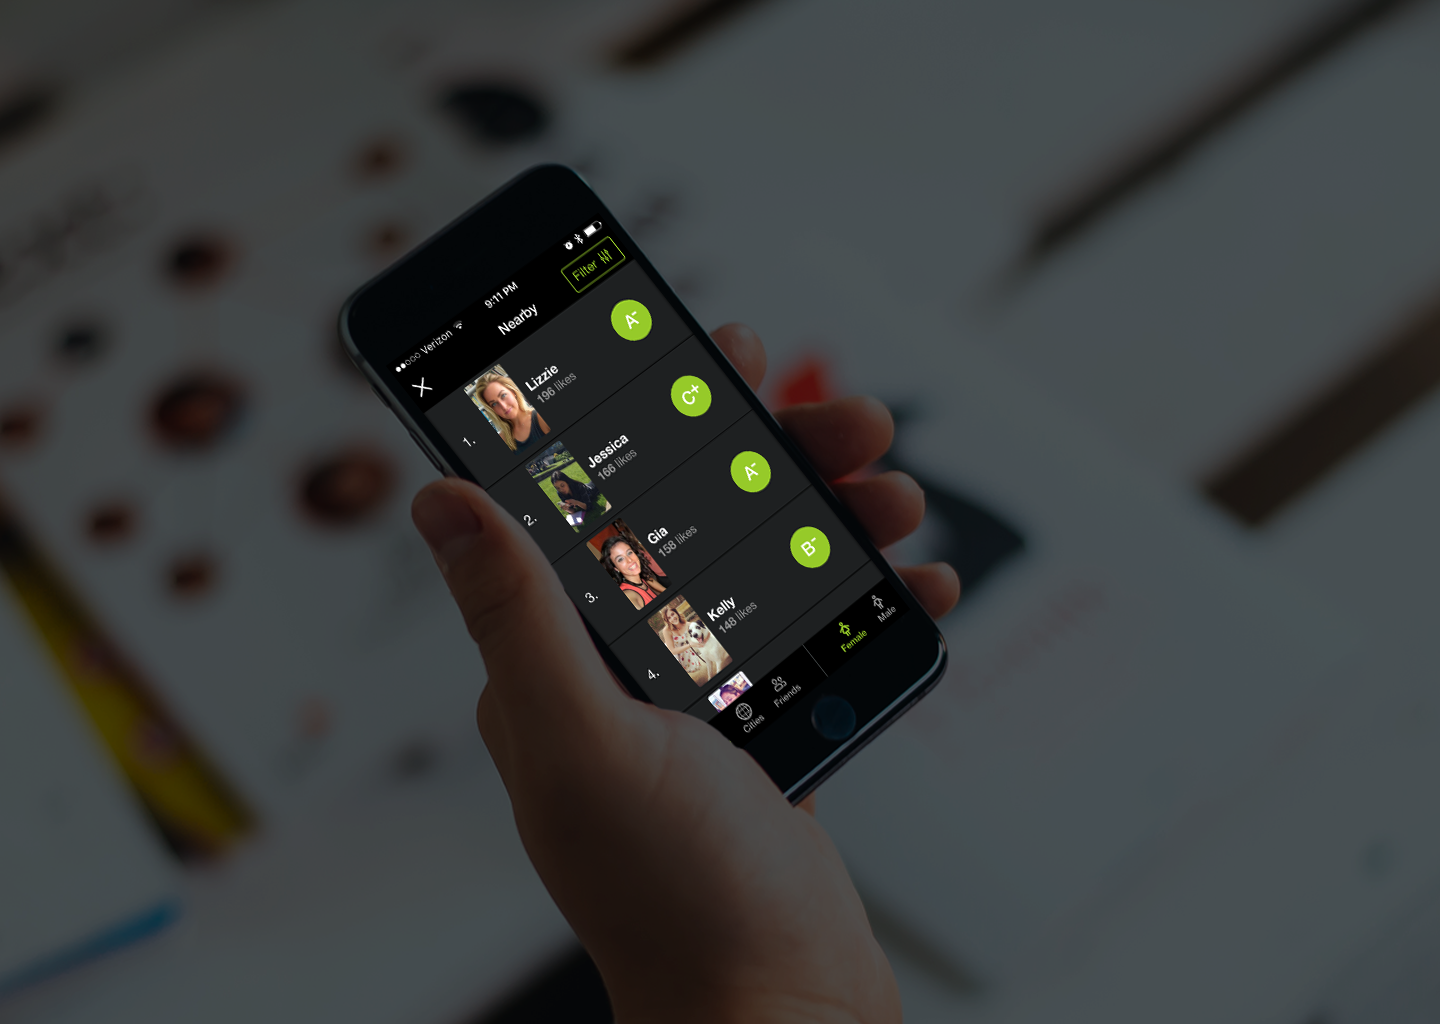 Verizon
9:11 PM
Nearby
Filter
1.
Lizzie
196 likes
A-
2.
Jessica
166 likes
C+
3.
Gia
158 likes
A-
4.
Kelly
148 likes
B-
Cities
Friends
Female
Male